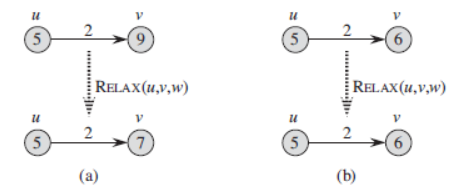 u v u v
5 2 9 5 2 6
RELAX(u,v,w) RELAX(u,v,w)
u v u v
5 2 7 5 2 6
(a) (b)